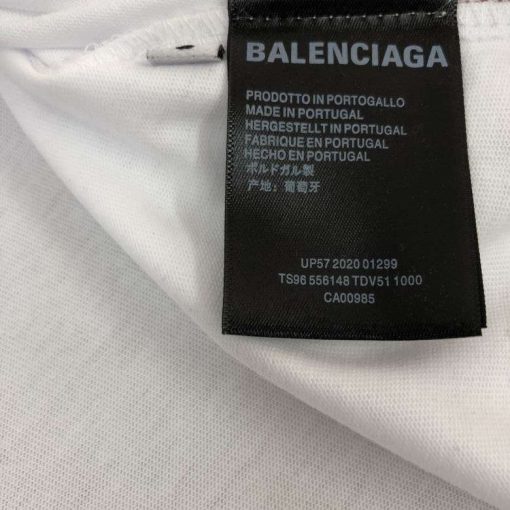 BALENCIAGA
PRODOTTO IN PORTOGALLO
MADE IN PORTUGAL
HERGESTELLT IN PORTUGAL
FABRIQUE EN PORTUGAL
HECHO EN PORTUGAL
ポルドガル製
产地：葡萄牙
UP57 2020 01299
TS96 556148 TDV51 1000
CA00985